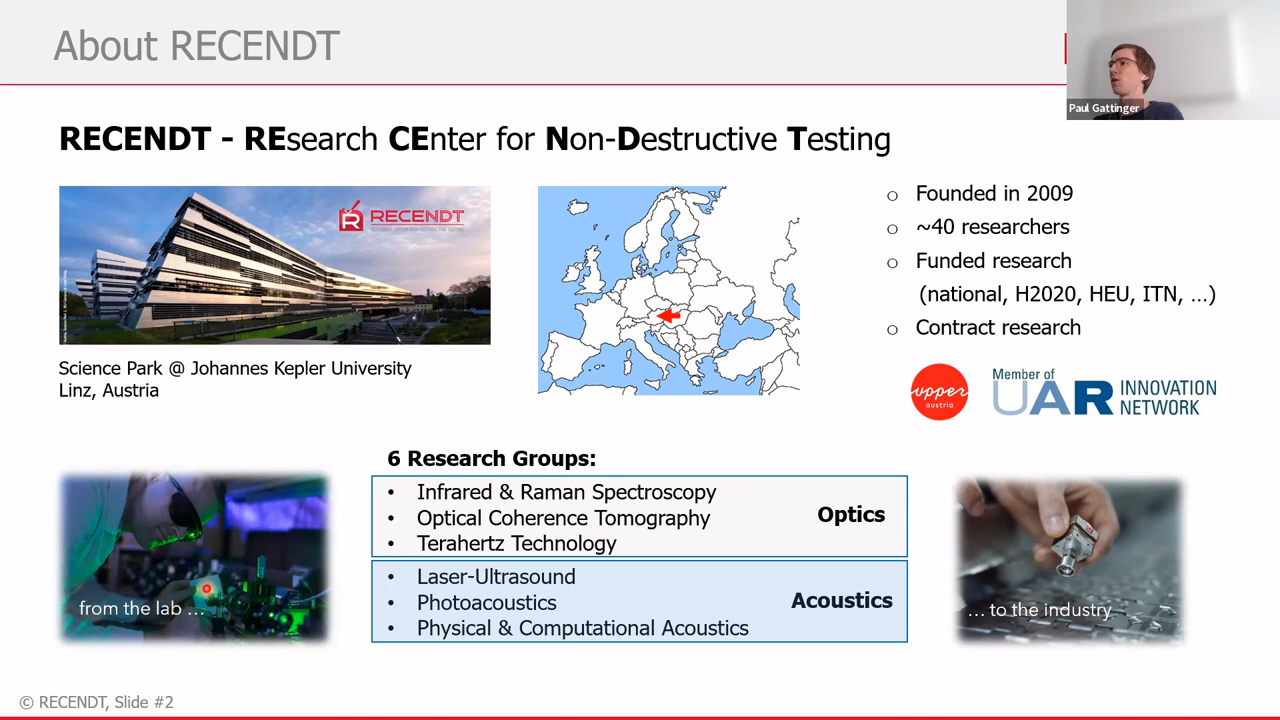 About RECENDT
Paul Gattinger
RECENDT - REsearch CEnter for Non-Destructive Testing
RECENDT
Science Park @ Johannes Kepler University
Linz, Austria
o Founded in 2009
o ~40 researchers
o Funded research
(national, H2020, HEU, ITN, ...)
o Contract research
upper
austria
Member of
UAR INNOVATION
NETWORK
6 Research Groups:
• Infrared & Raman Spectroscopy
• Optical Coherence Tomography
• Terahertz Technology
Optics
• Laser-Ultrasound
• Photoacoustics
• Physical & Computational Acoustics
Acoustics
from the lab ...
... to the industry
© RECENDT, Slide #2